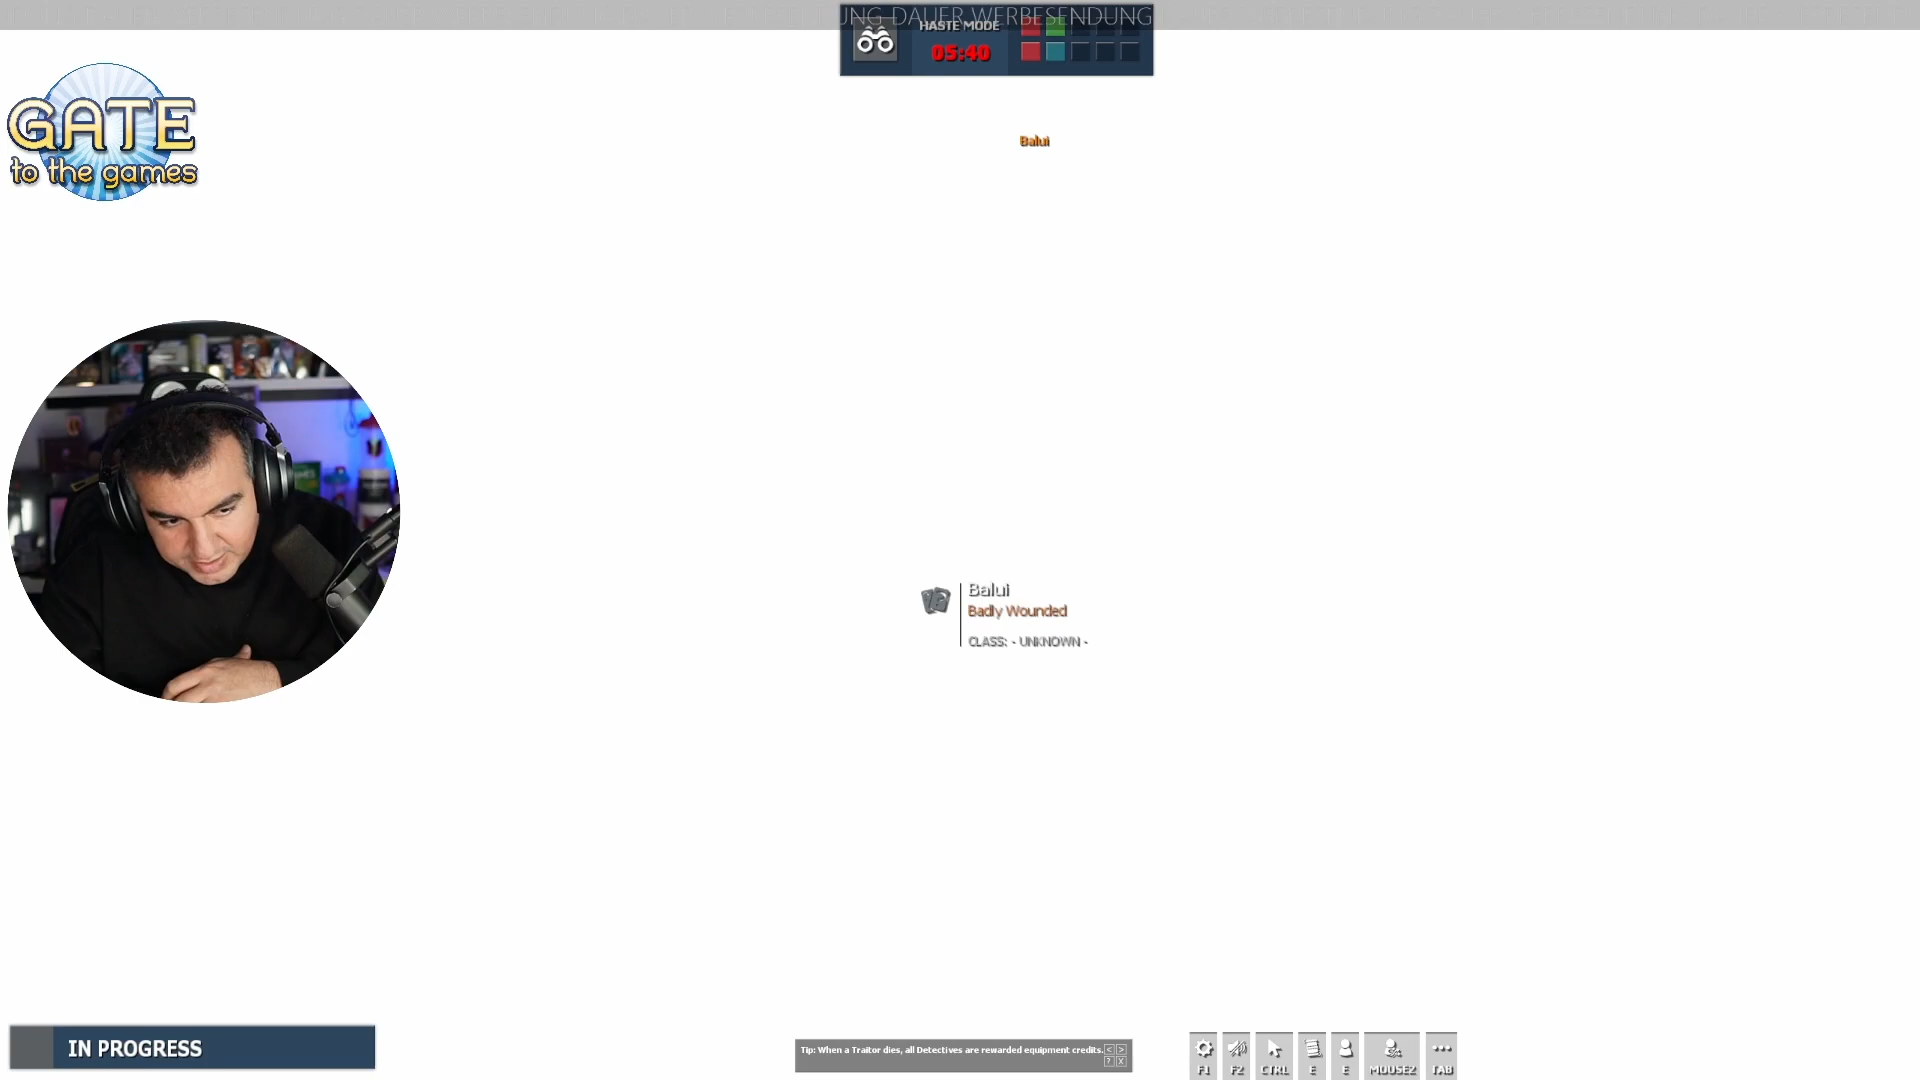 UNG DAUER WERBESENDUNG
HASTE MODE
05:40
GATE
to the games
Balui
Balui
Badly Wounded
CLASS: - UNKNOWN -
IN PROGRESS
Tip: When a Traitor dies, all Detectives are rewarded equipment credits.
< >
? X
F1 F2 CTRL E E MOUSE2 TAB